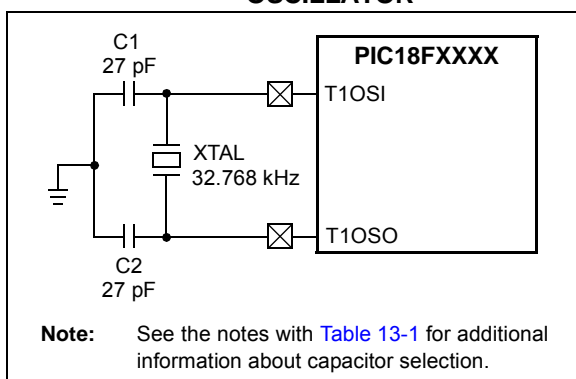 OSCILLATOR
C1
27 pF
PIC18FXXXX
T1OSI
XTAL
32.768 kHz
T1OSO
C2
27 pF
Note: See the notes with Table 13-1 for additional
information about capacitor selection.